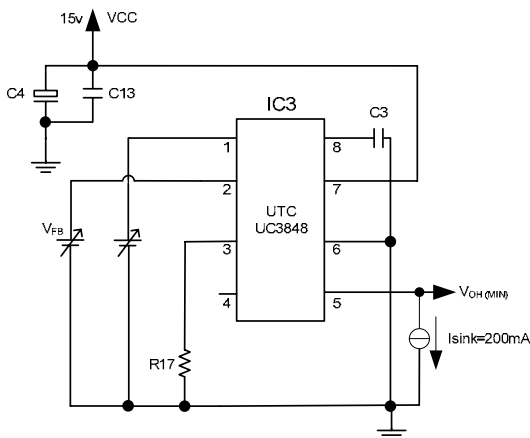 15v VCC
C4
C13
IC3
C3
1
8
2
7
UTC
UC3848
VFB
3
6
4
5
VOH (MIN)
Isink=200mA
R17